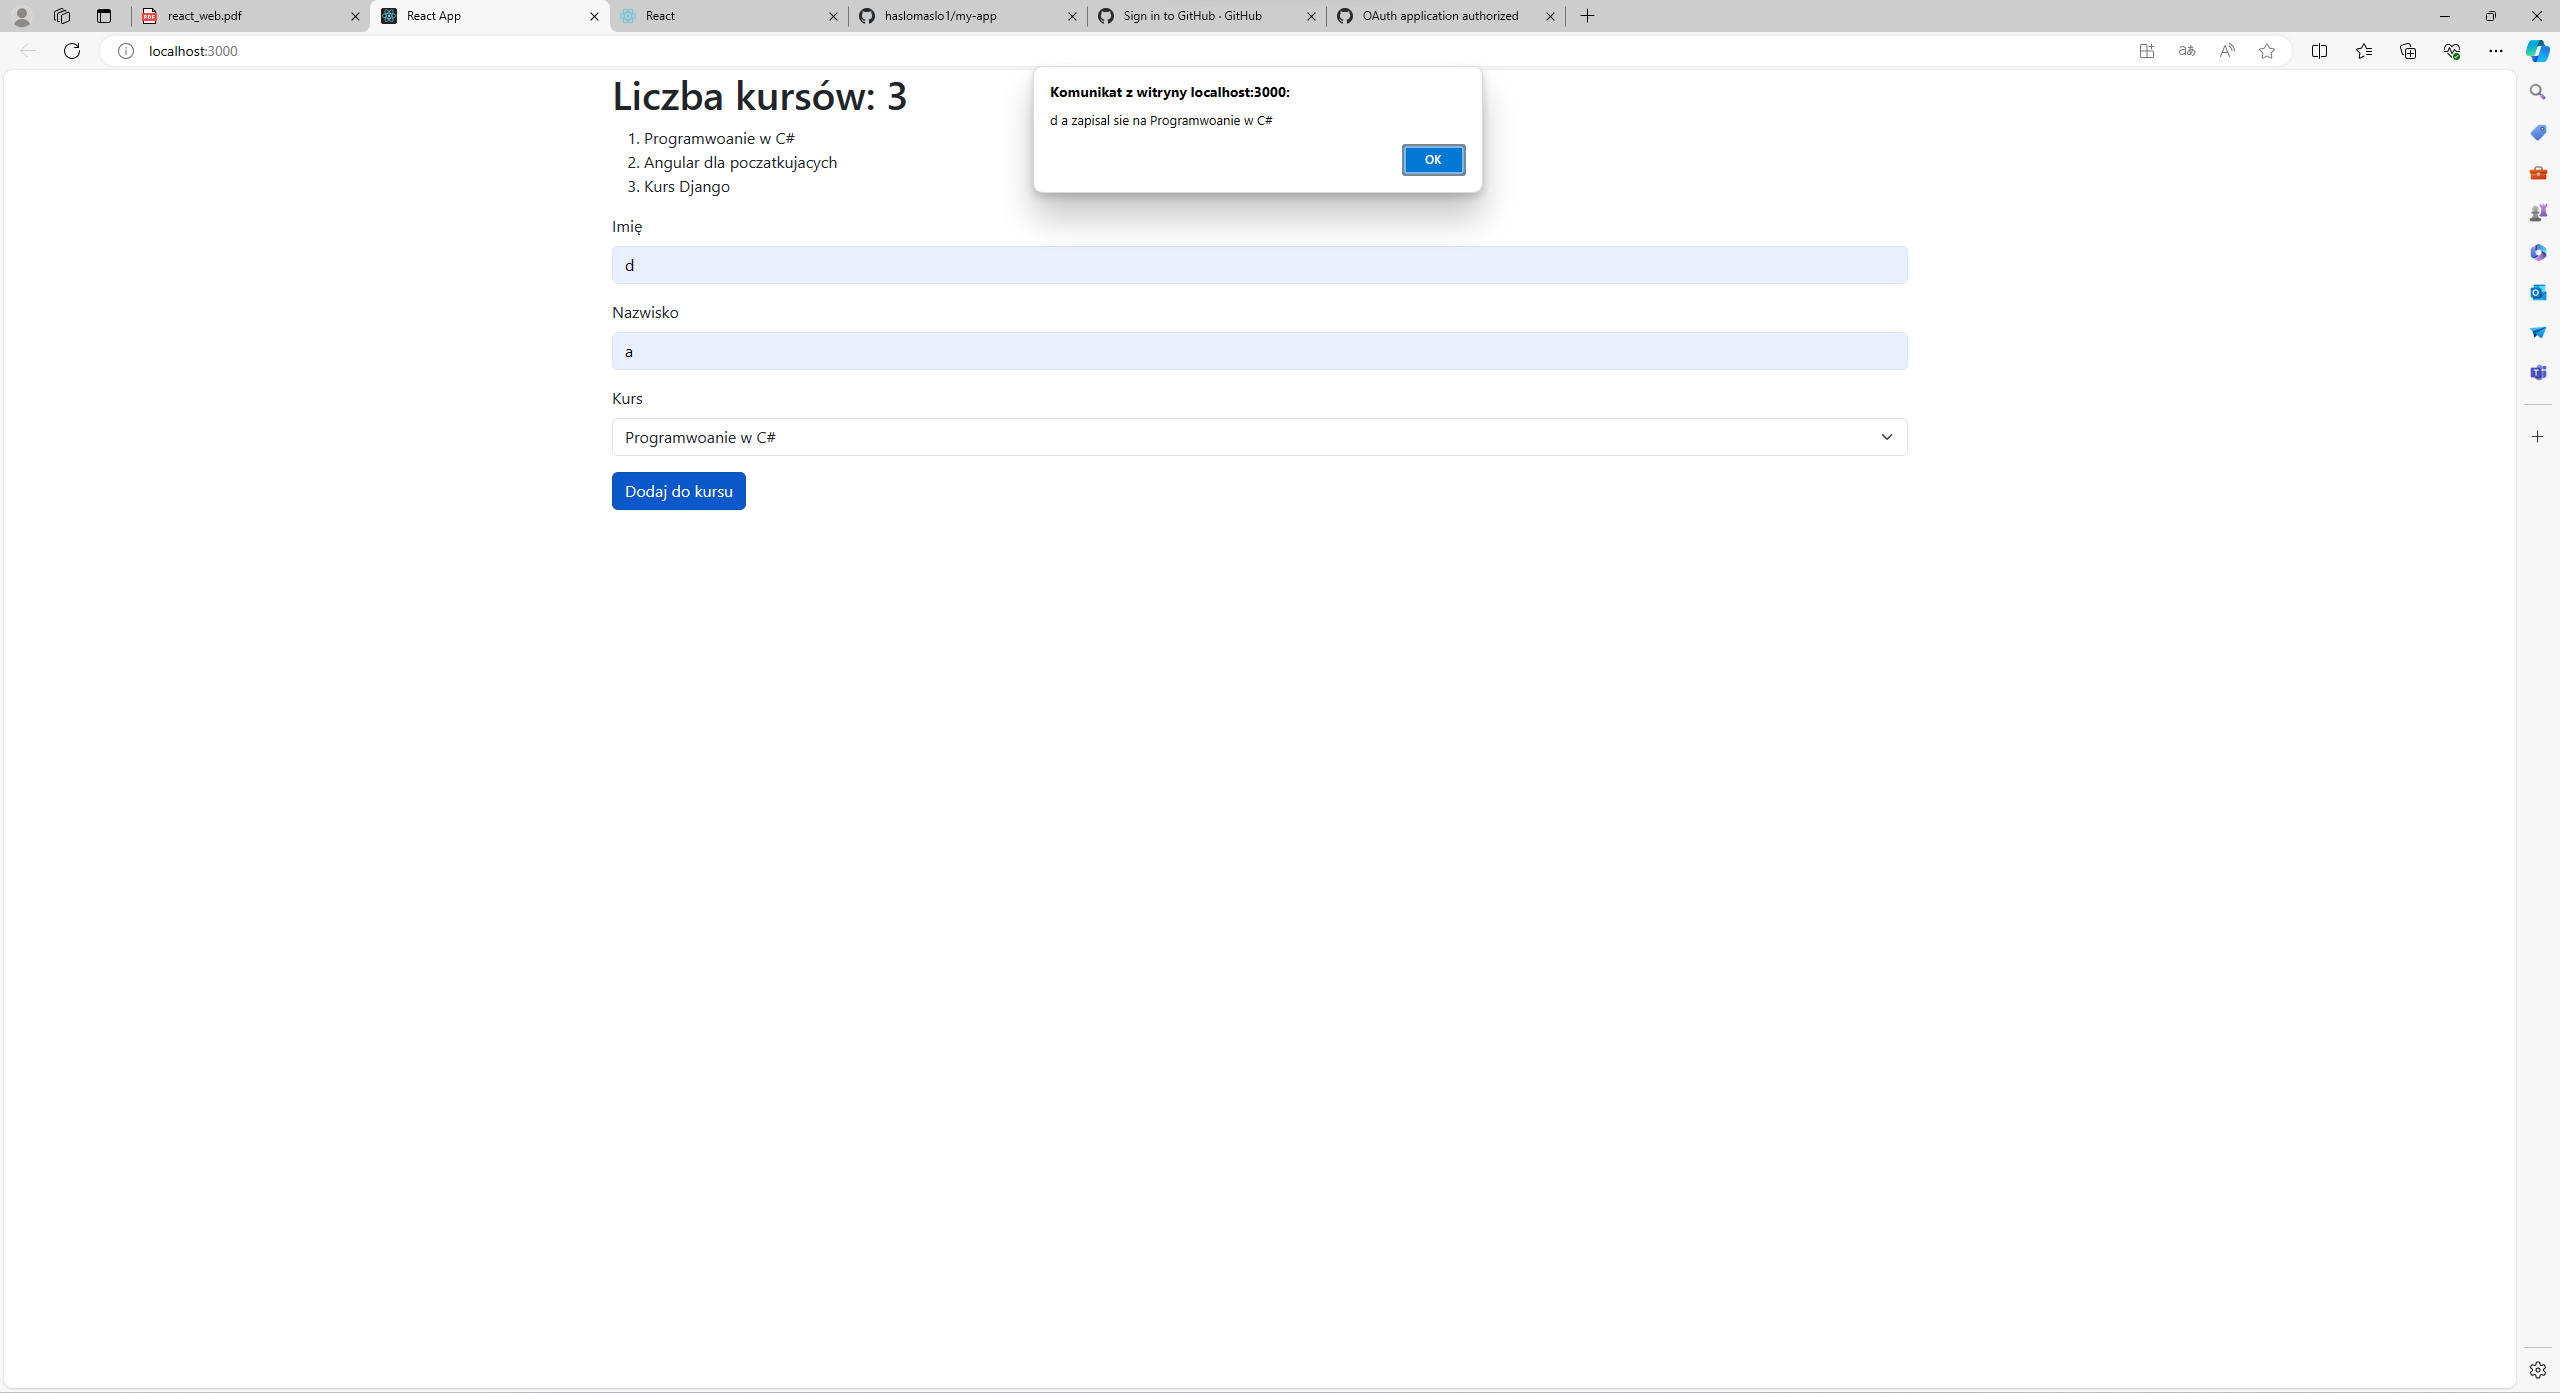 react_web.pdf
React App
React
haslomaslo1/my-app
Sign in to GitHub · GitHub
OAuth application authorized
localhost:3000
Komunikat z witryny localhost:3000:
d a zapisal sie na Programwoanie w C#
OK
Liczba kursów: 3
1. Programwoanie w C#
2. Angular dla poczatkujacych
3. Kurs Django
Imię
d
Nazwisko
a
Kurs
Programwoanie w C#
Dodaj do kursu